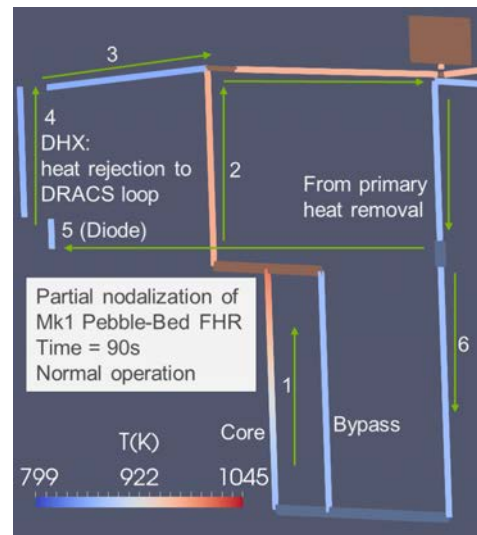 3
4
DHX:
heat rejection to
DRACS loop
2
From primary
heat removal
5 (Diode)
Partial nodalization of
Mk1 Pebble-Bed FHR
Time = 90s
Normal operation
6
1
T(K)
Core
Bypass
799 922 1045